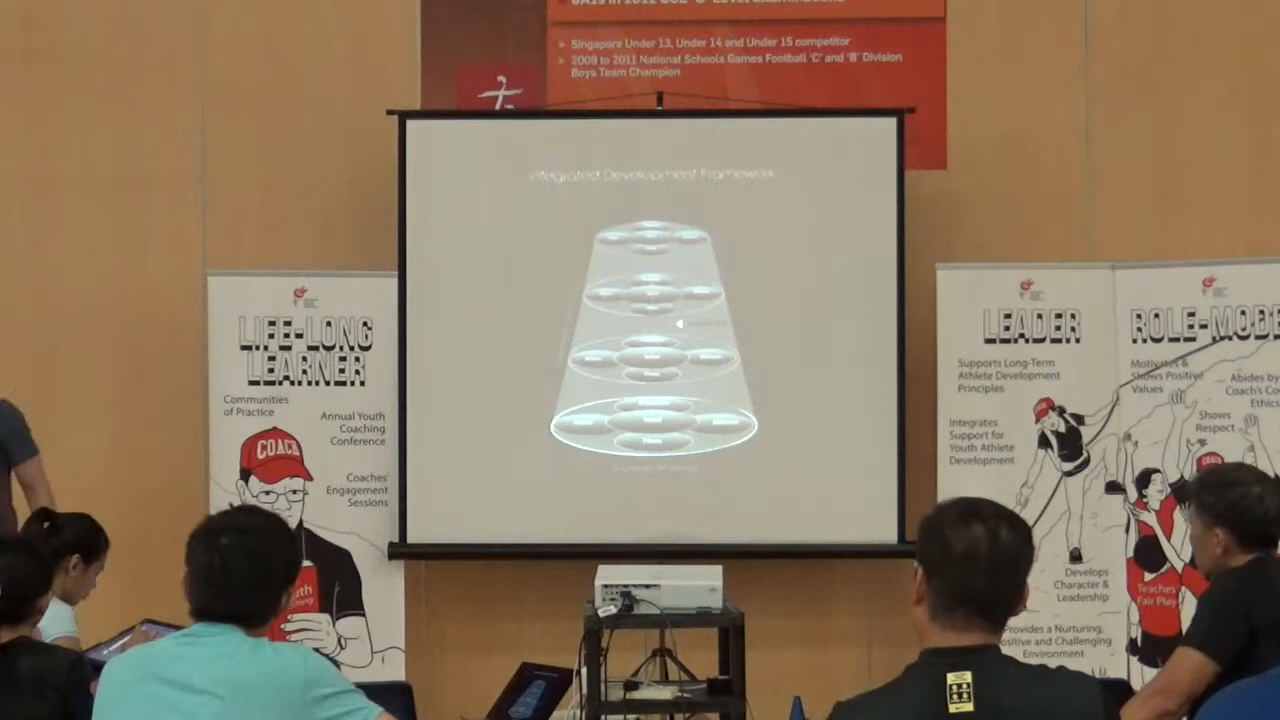 Singapore Under 13, Under 14 and Under 15 competitor
2009 to 2011 National Schools Games Football 'C' and 'B' Division
Boys Team Champion
Integrated Development Framework
LIFE-LONG
LEARNER
Communities
of Practice
Annual Youth
Coaching
Conference
Coaches'
Engagement
Sessions
COACH
LEADER
Supports Long-Term
Athlete Development
Principles
Integrates
Support for
Youth Athlete
Development
Develops
Character &
Leadership
Provides a Nurturing,
Positive and Challenging
Environment
ROLE-MODE
Motivates &
Shows Positive
Values
Abides by
Coach's Co
Ethics
Shows
Respect
COACH
Teaches
Fair Play